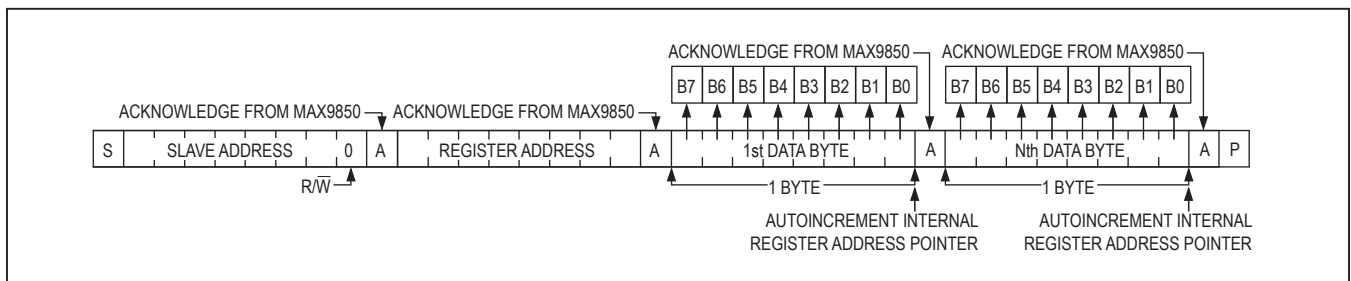 ACKNOWLEDGE FROM MAX9850 ACKNOWLEDGE FROM MAX9850
B7 B6 B5 B4 B3 B2 B1 B0 B7 B6 B5 B4 B3 B2 B1 B0
ACKNOWLEDGE FROM MAX9850 ACKNOWLEDGE FROM MAX9850
S SLAVE ADDRESS 0 A REGISTER ADDRESS A 1st DATA BYTE A Nth DATA BYTE A P
R/W̅ 1 BYTE 1 BYTE
AUTOINCREMENT INTERNAL AUTOINCREMENT INTERNAL
REGISTER ADDRESS POINTER REGISTER ADDRESS POINTER